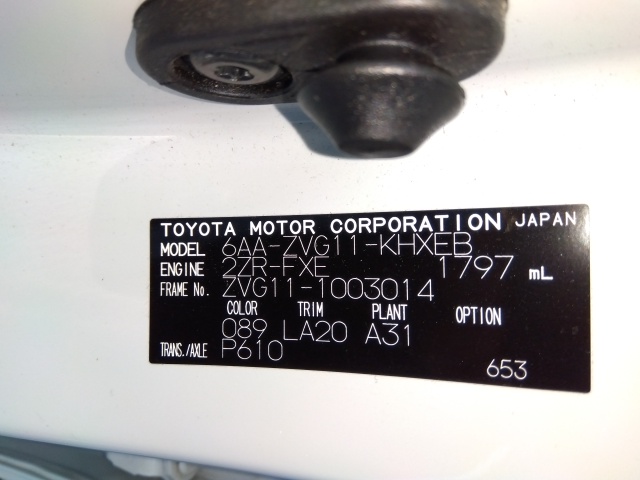 TOYOTA MOTOR CORPORATION JAPAN
MODEL 6AA-ZVG11-KHXEB
ENGINE 2ZR-FXE 1797 mL
FRAME No. ZVG11-1003014
COLOR TRIM PLANT OPTION
089 LA20 A31
TRANS./AXLE P610
653